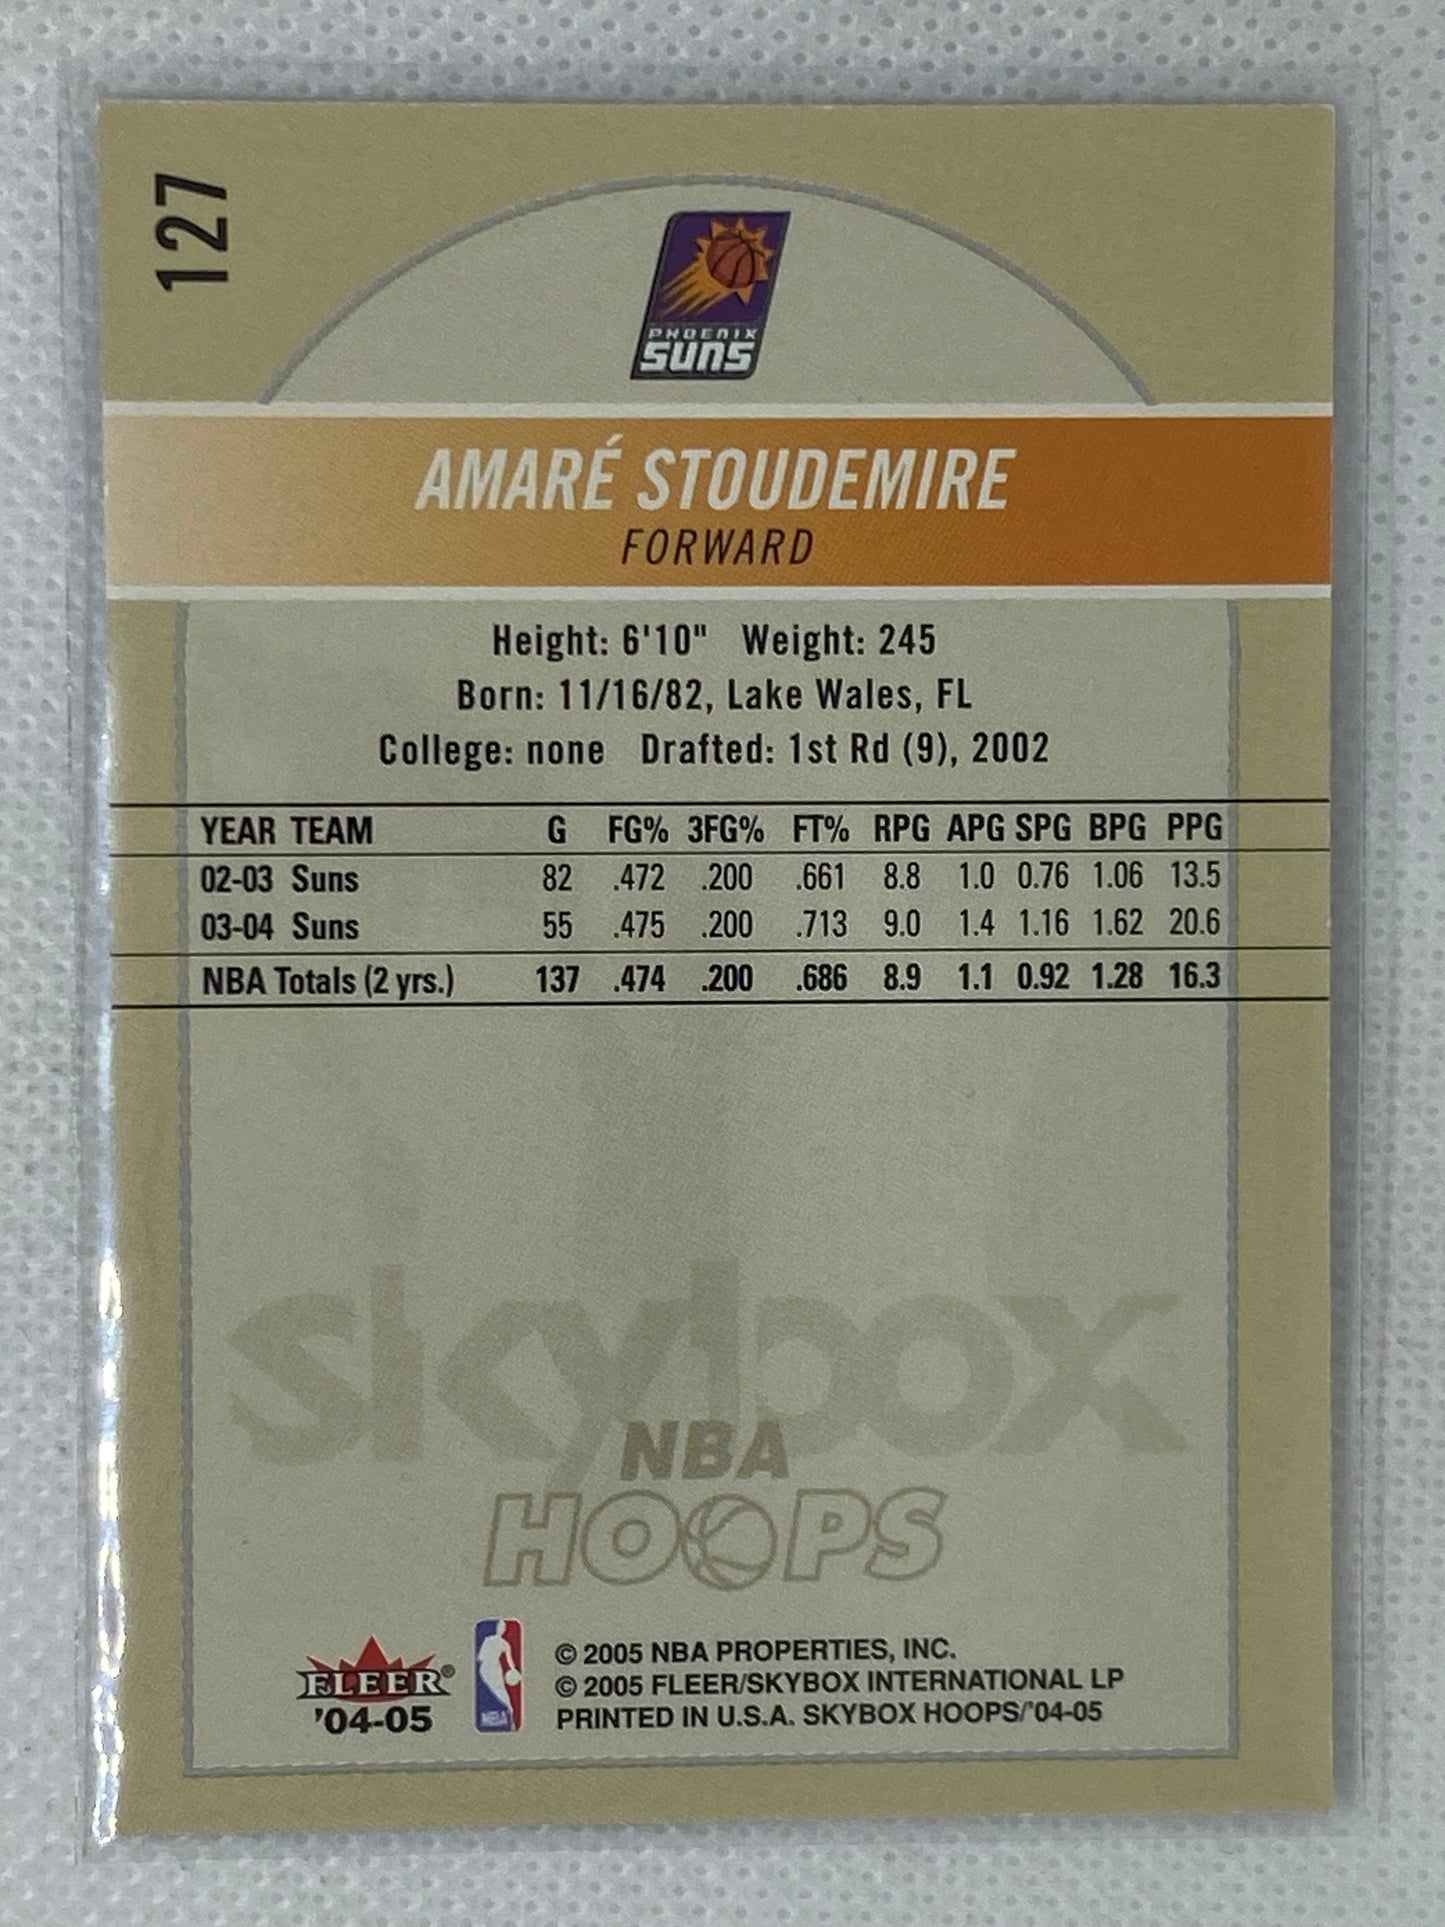 127
PHOENIX
SUNS
AMARÉ STOUDEMIRE
FORWARD
Height: 6'10" Weight: 245
Born: 11/16/82, Lake Wales, FL
College: none Drafted: 1st Rd (9), 2002
YEAR TEAM G FG% 3FG% FT% RPG APG SPG BPG PPG
02-03 Suns 82 .472 .200 .661 8.8 1.0 0.76 1.06 13.5
03-04 Suns 55 .475 .200 .713 9.0 1.4 1.16 1.62 20.6
NBA Totals (2 yrs.) 137 .474 .200 .686 8.9 1.1 0.92 1.28 16.3
skybox
NBA
HOOPS
FLEER®
'04-05
NBA
© 2005 NBA PROPERTIES, INC.
© 2005 FLEER/SKYBOX INTERNATIONAL LP
PRINTED IN U.S.A. SKYBOX HOOPS/'04-05